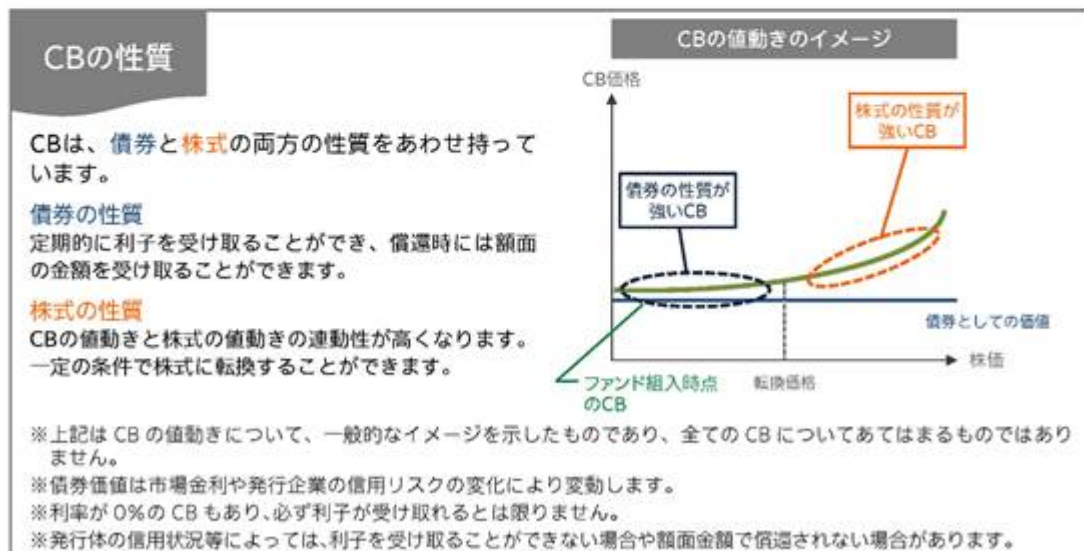 CBの性質
CBは、債券と株式の両方の性質をあわせ持って
います。
債券の性質
定期的に利子を受け取ることができ、償還時には額面
の金額を受け取ることができます。
株式の性質
CBの値動きと株式の値動きの連動性が高くなります。
一定の条件で株式に転換することができます。
CBの値動きのイメージ
CB価格
株式の性質が
強いCB
債券の性質が
強いCB
債券としての価値
株価
転換価格
ファンド組入時点
のCB
※上記は CB の値動きについて、一般的なイメージを示したものであり、全ての CB についてあてはまるものではあり
ません。
※債券価値は市場金利や発行企業の信用リスクの変化により変動します。
※利率が 0%の CB もあり、必ず利子が受け取れるとは限りません。
※発行体の信用状況等によっては、利子を受け取ることができない場合や額面金額で償還されない場合があります。